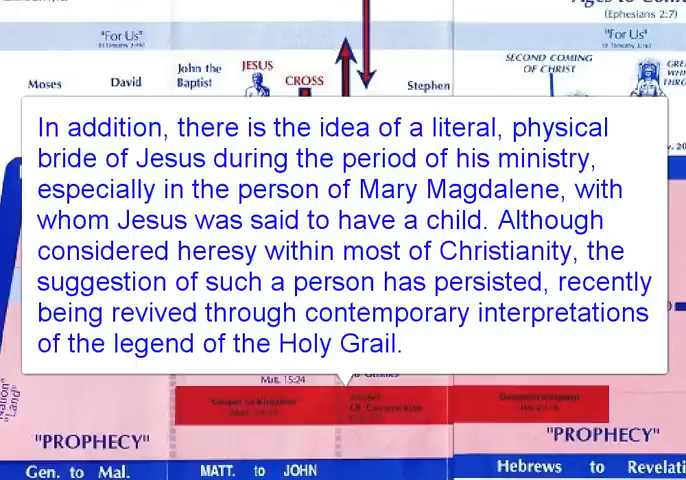 (Ephesians 2:7)
"For Us"
"For Us"
Moses
David
John the
Baptist
JESUS
CROSS
Stephen
SECOND COMING
OF CHRIST
In addition, there is the idea of a literal, physical
bride of Jesus during the period of his ministry,
especially in the person of Mary Magdalene, with
whom Jesus was said to have a child. Although
considered heresy within most of Christianity, the
suggestion of such a person has persisted, recently
being revived through contemporary interpretations
of the legend of the Holy Grail.
Matt. 15:24
"Land"
"PROPHECY"
"PROPHECY"
Gen. to Mal.
MATT. to JOHN
Hebrews to